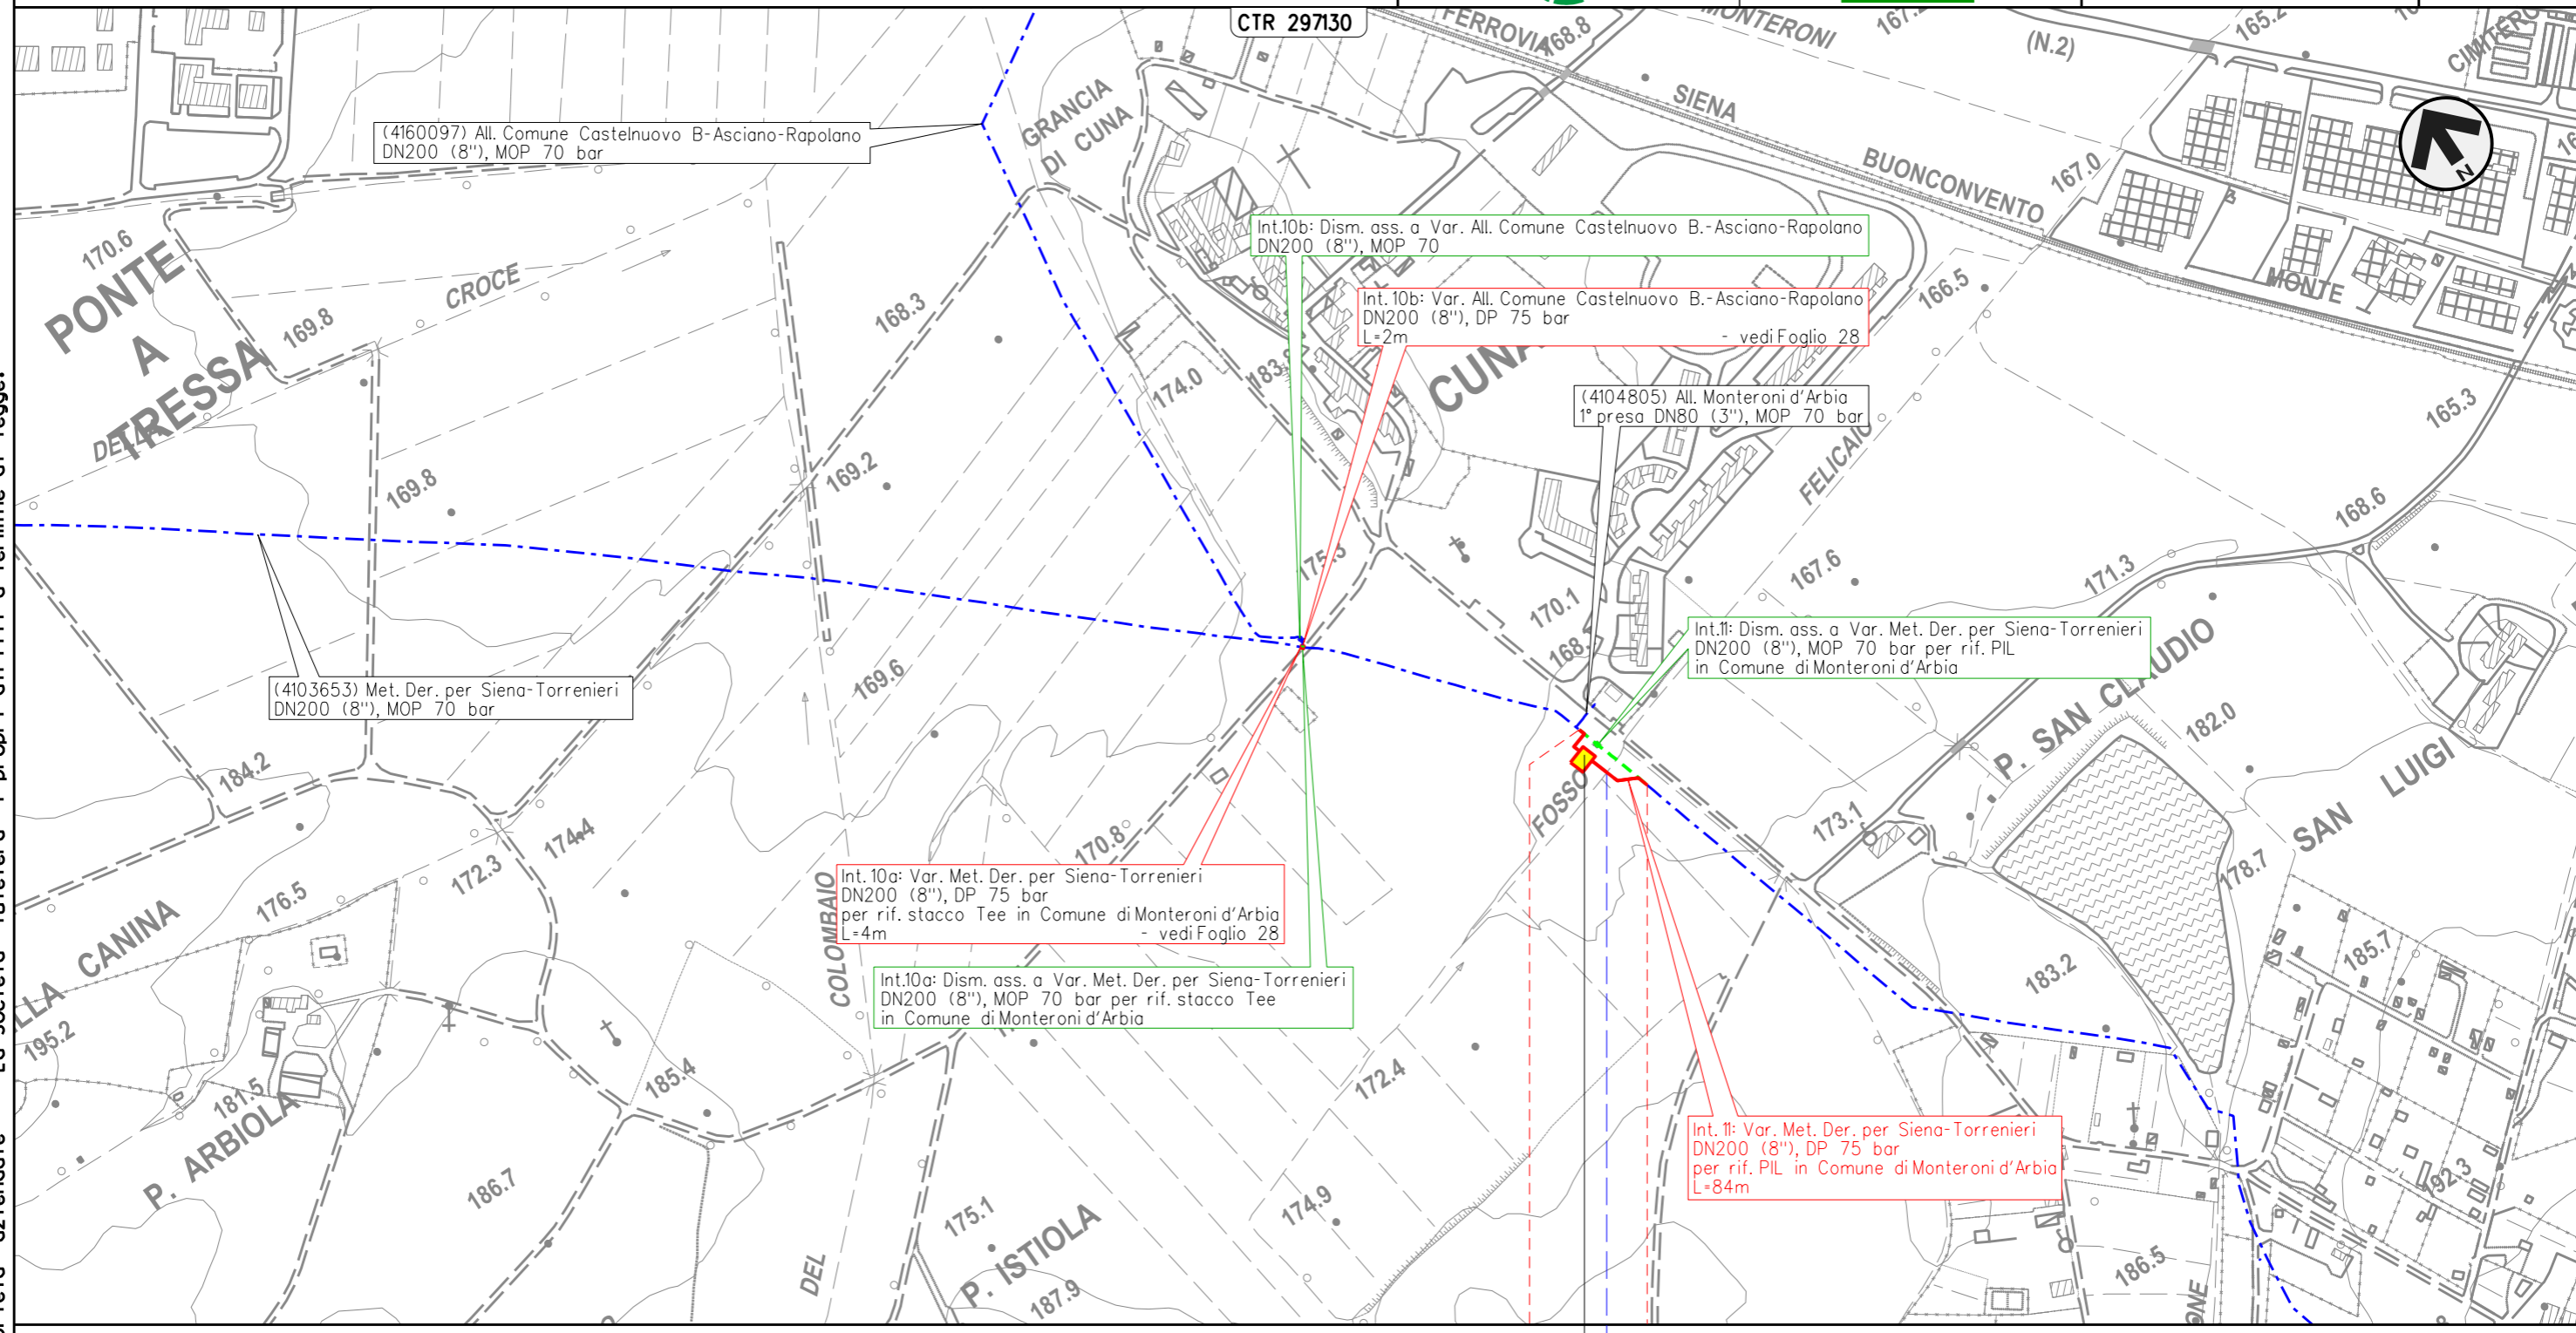 CTR 297130
FERROVIA
168.8
MONTERONI
(N.2)
165.2
CIMITERO
SIENA
BUONCONVENTO
167.0
MONTE
N
GRANCIA
DI CUNA
(4160097) All. Comune Castelnuovo B-Asciano-Rapolano
DN200 (8"), MOP 70 bar
Int.10b: Dism. ass. a Var. All. Comune Castelnuovo B.-Asciano-Rapolano
DN200 (8"), MOP 70
Int. 10b: Var. All. Comune Castelnuovo B.-Asciano-Rapolano
DN200 (8"), DP 75 bar
L=2m - vedi Foglio 28
170.6
PONTE
A
TRESSA
CROCE
169.8
168.3
166.5
174.0
CUNA
(4104805) All. Monteroni d'Arbia
1° presa DN80 (3"), MOP 70 bar
165.3
169.8
169.2
FELICAIO
168.6
167.6
171.3
170.1
Int.11: Dism. ass. a Var. Met. Der. per Siena-Torrenieri
DN200 (8"), MOP 70 bar per rif. PIL
in Comune di Monteroni d'Arbia
(4103653) Met. Der. per Siena-Torrenieri
DN200 (8"), MOP 70 bar
169.6
P. SAN CLAUDIO
182.0
SAN LUIGI
184.2
FOSSO
174.4
172.3
170.8
173.1
178.7
176.5
CANINA
COLOMBAIO
Int. 10a: Var. Met. Der. per Siena-Torrenieri
DN200 (8"), DP 75 bar
per rif. stacco Tee in Comune di Monteroni d'Arbia
L=4m - vedi Foglio 28
Int.10a: Dism. ass. a Var. Met. Der. per Siena-Torrenieri
DN200 (8"), MOP 70 bar per rif. stacco Tee
in Comune di Monteroni d'Arbia
183.2
185.7
195.2
181.5
P. ARBIOLA
185.4
172.4
Int. 11: Var. Met. Der. per Siena-Torrenieri
DN200 (8"), DP 75 bar
per rif. PIL in Comune di Monteroni d'Arbia
L=84m
186.7
175.1
P. ISTIOLA
187.9
174.9
192.3
186.5
DEL